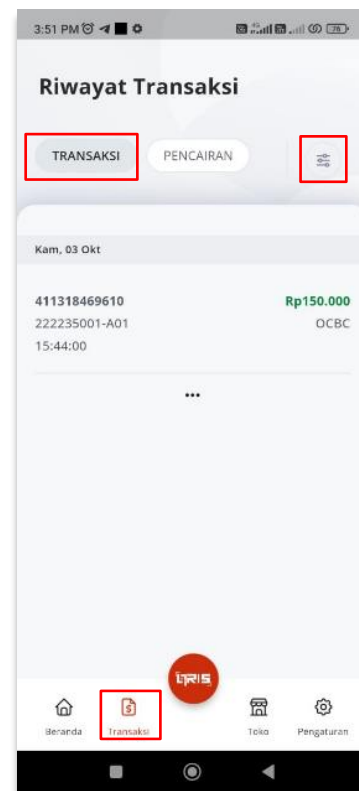 3:51 PM
Riwayat Transaksi
TRANSAKSI PENCAIRAN
Kam, 03 Okt
411318469610 Rp150.000
222235001-A01 OCBC
15:44:00
...
Beranda Transaksi Toko Pengaturan